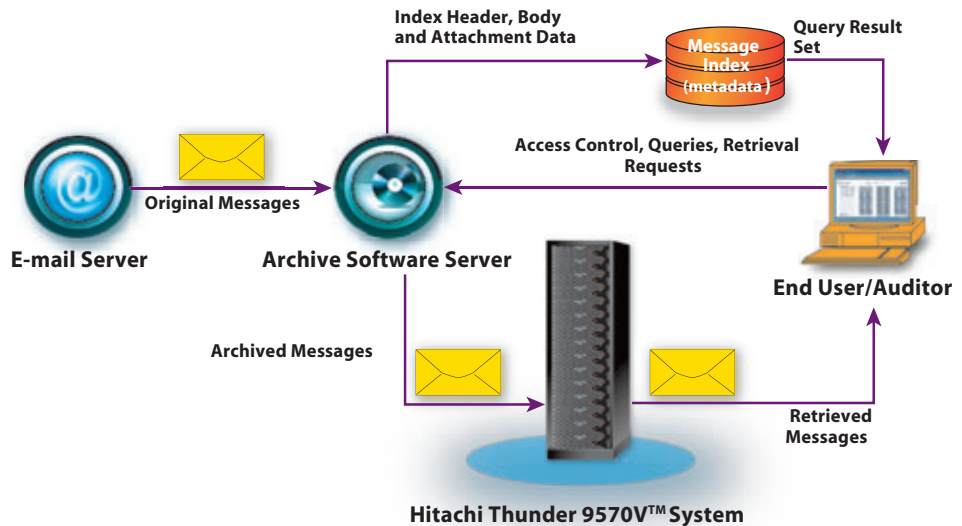 Index Header, Body
and Attachment Data
Message
Index
(metadata)
Query Result
Set
Access Control, Queries, Retrieval
Requests
@
Original Messages
E-mail Server
Archive Software Server
End User/Auditor
Archived Messages
Retrieved
Messages
Hitachi Thunder 9570V™ System